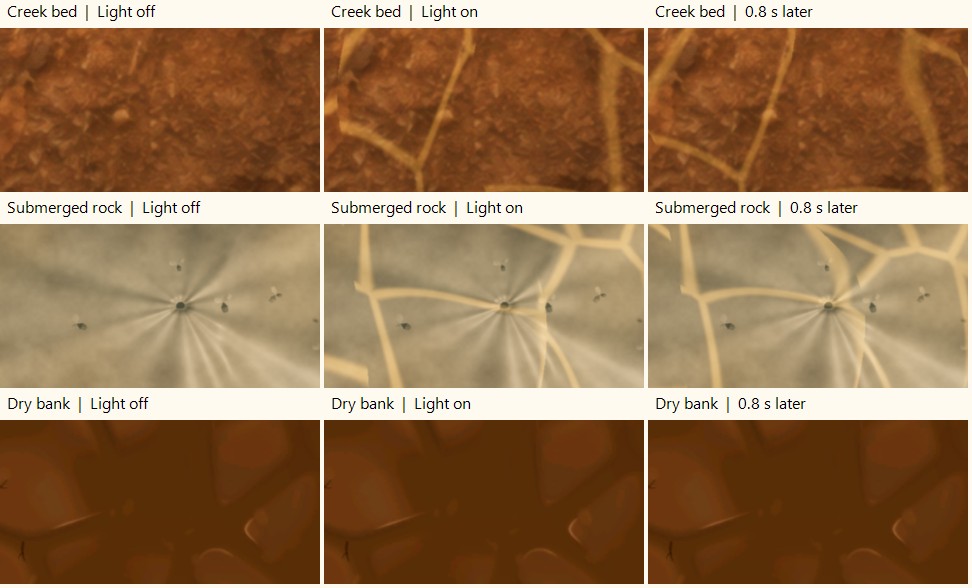 Creek bed | Light off
Creek bed | Light on
Creek bed | 0.8 s later
Submerged rock | Light off
Submerged rock | Light on
Submerged rock | 0.8 s later
Dry bank | Light off
Dry bank | Light on
Dry bank | 0.8 s later